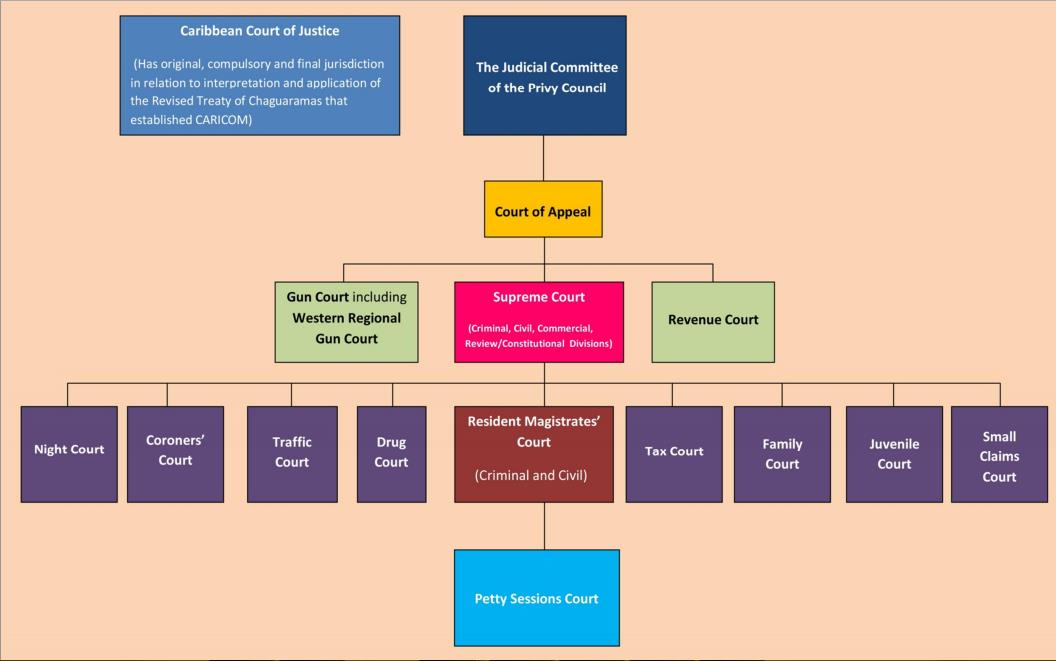 Caribbean Court of Justice
(Has original, compulsory and final jurisdiction
in relation to interpretation and application of
the Revised Treaty of Chaguaramas that
established CARICOM)
The Judicial Committee
of the Privy Council
Court of Appeal
Gun Court including
Western Regional
Gun Court
Supreme Court
(Criminal, Civil, Commercial,
Review/Constitutional Divisions)
Revenue Court
Night Court
Coroners’
Court
Traffic
Court
Drug
Court
Resident Magistrates’
Court
(Criminal and Civil)
Tax Court
Family
Court
Juvenile
Court
Small
Claims
Court
Petty Sessions Court